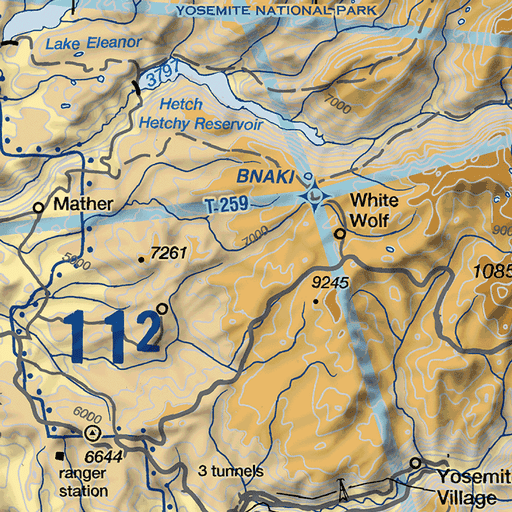 YOSEMITE NATIONAL PARK
Lake Eleanor
3797
Hetch
Hetchy Reservoir
7000
BNAKI
L
T-259
White
Wolf
Mather
7000
900
7261
5000
9245
1085
11²
6000
6644
ranger
station
3 tunnels
Yosemit
Village